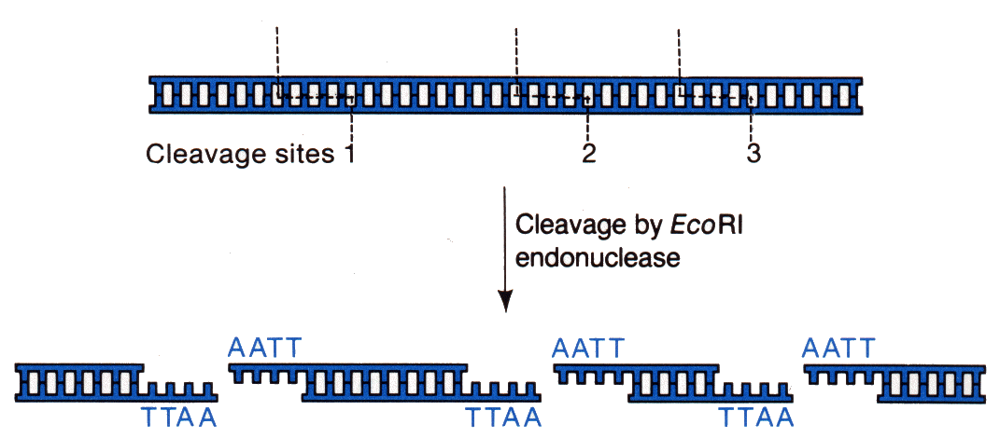 Cleavage sites 1 2 3
Cleavage by EcoRI
endonuclease
AATT AATT AATT
TTAA TTAA TTAA